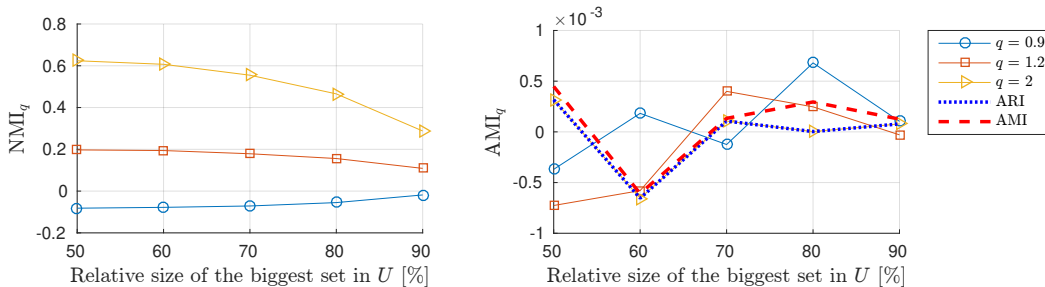 0.8
0.6
0.4
0.2
0
-0.2
NMI_q
50 60 70 80 90
Relative size of the biggest set in U [%]
×10^-3
1
0.5
0
-0.5
-1
AMI_q
50 60 70 80 90
Relative size of the biggest set in U [%]
q = 0.9
q = 1.2
q = 2
ARI
AMI